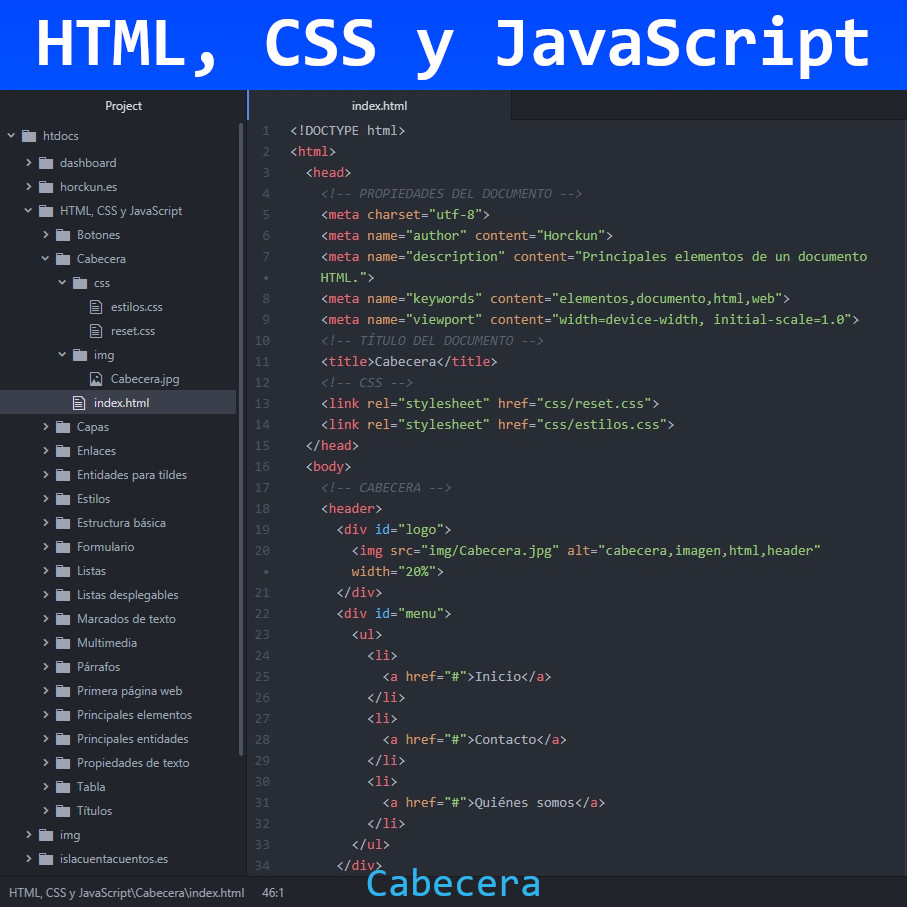 HTML, CSS y JavaScript
Project
htdocs
dashboard
horckun.es
HTML, CSS y JavaScript
Botones
Cabecera
css
estilos.css
reset.css
img
Cabecera.jpg
index.html
Capas
Enlaces
Entidades para tildes
Estilos
Estructura básica
Formulario
Listas
Listas desplegables
Marcados de texto
Multimedia
Párrafos
Primera página web
Principales elementos
Principales entidades
Propiedades de texto
Tabla
Títulos
img
islacuentacuentos.es
index.html
1 <!DOCTYPE html>
2 <html>
3 <head>
4 <!-- PROPIEDADES DEL DOCUMENTO -->
5 <meta charset="utf-8">
6 <meta name="author" content="Horckun">
7 <meta name="description" content="Principales elementos de un documento
• HTML.">
8 <meta name="keywords" content="elementos,documento,html,web">
9 <meta name="viewport" content="width=device-width, initial-scale=1.0">
10 <!-- TÍTULO DEL DOCUMENTO -->
11 <title>Cabecera</title>
12 <!-- CSS -->
13 <link rel="stylesheet" href="css/reset.css">
14 <link rel="stylesheet" href="css/estilos.css">
15 </head>
16 <body>
17 <!-- CABECERA -->
18 <header>
19 <div id="logo">
20 <img src="img/Cabecera.jpg" alt="cabecera,imagen,html,header"
• width="20%">
21 </div>
22 <div id="menu">
23 <ul>
24 <li>
25 <a href="#">Inicio</a>
26 </li>
27 <li>
28 <a href="#">Contacto</a>
29 </li>
30 <li>
31 <a href="#">Quiénes somos</a>
32 </li>
33 </ul>
34 </div>
HTML, CSS y JavaScript\Cabecera\index.html 46:1
Cabecera